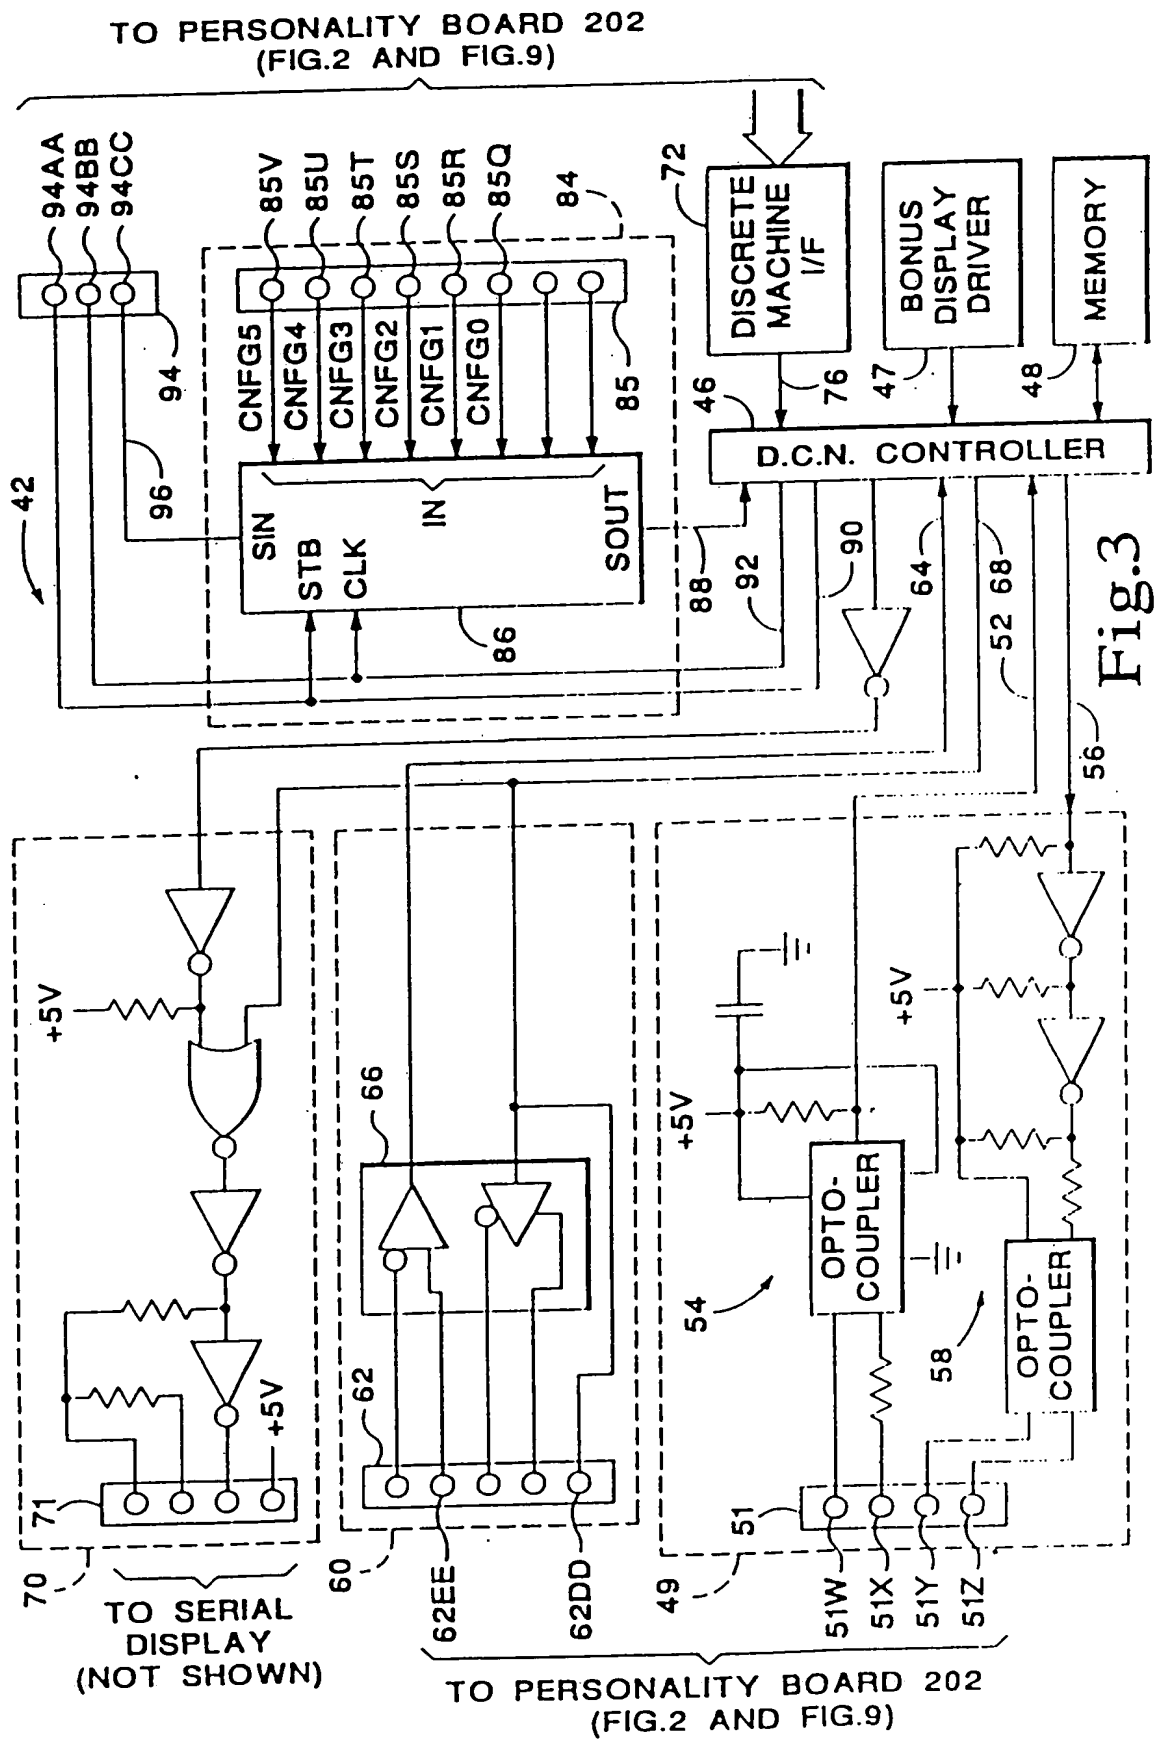 TO PERSONALITY BOARD 202
(FIG.2 AND FIG.9)
94AA
94BB
94CC
94
96
42
85V
85U
85T
85S
85R
85Q
84
CNFG5
CNFG4
CNFG3
CNFG2
CNFG1
CNFG0
85
SIN
STB
CLK
IN
SOUT
86
88
72
DISCRETE
MACHINE
I/F
76
BONUS
DISPLAY
DRIVER
47
MEMORY
48
46
D.C.N. CONTROLLER
92
90
64
68
52
56
Fig.3
+5V
+5V
71
70
TO SERIAL
DISPLAY
(NOT SHOWN)
66
62
60
62EE
62DD
+5V
+5V
OPTO-
COUPLER
54
OPTO-
COUPLER
58
51
49
51W
51X
51Y
51Z
TO PERSONALITY BOARD 202
(FIG.2 AND FIG.9)